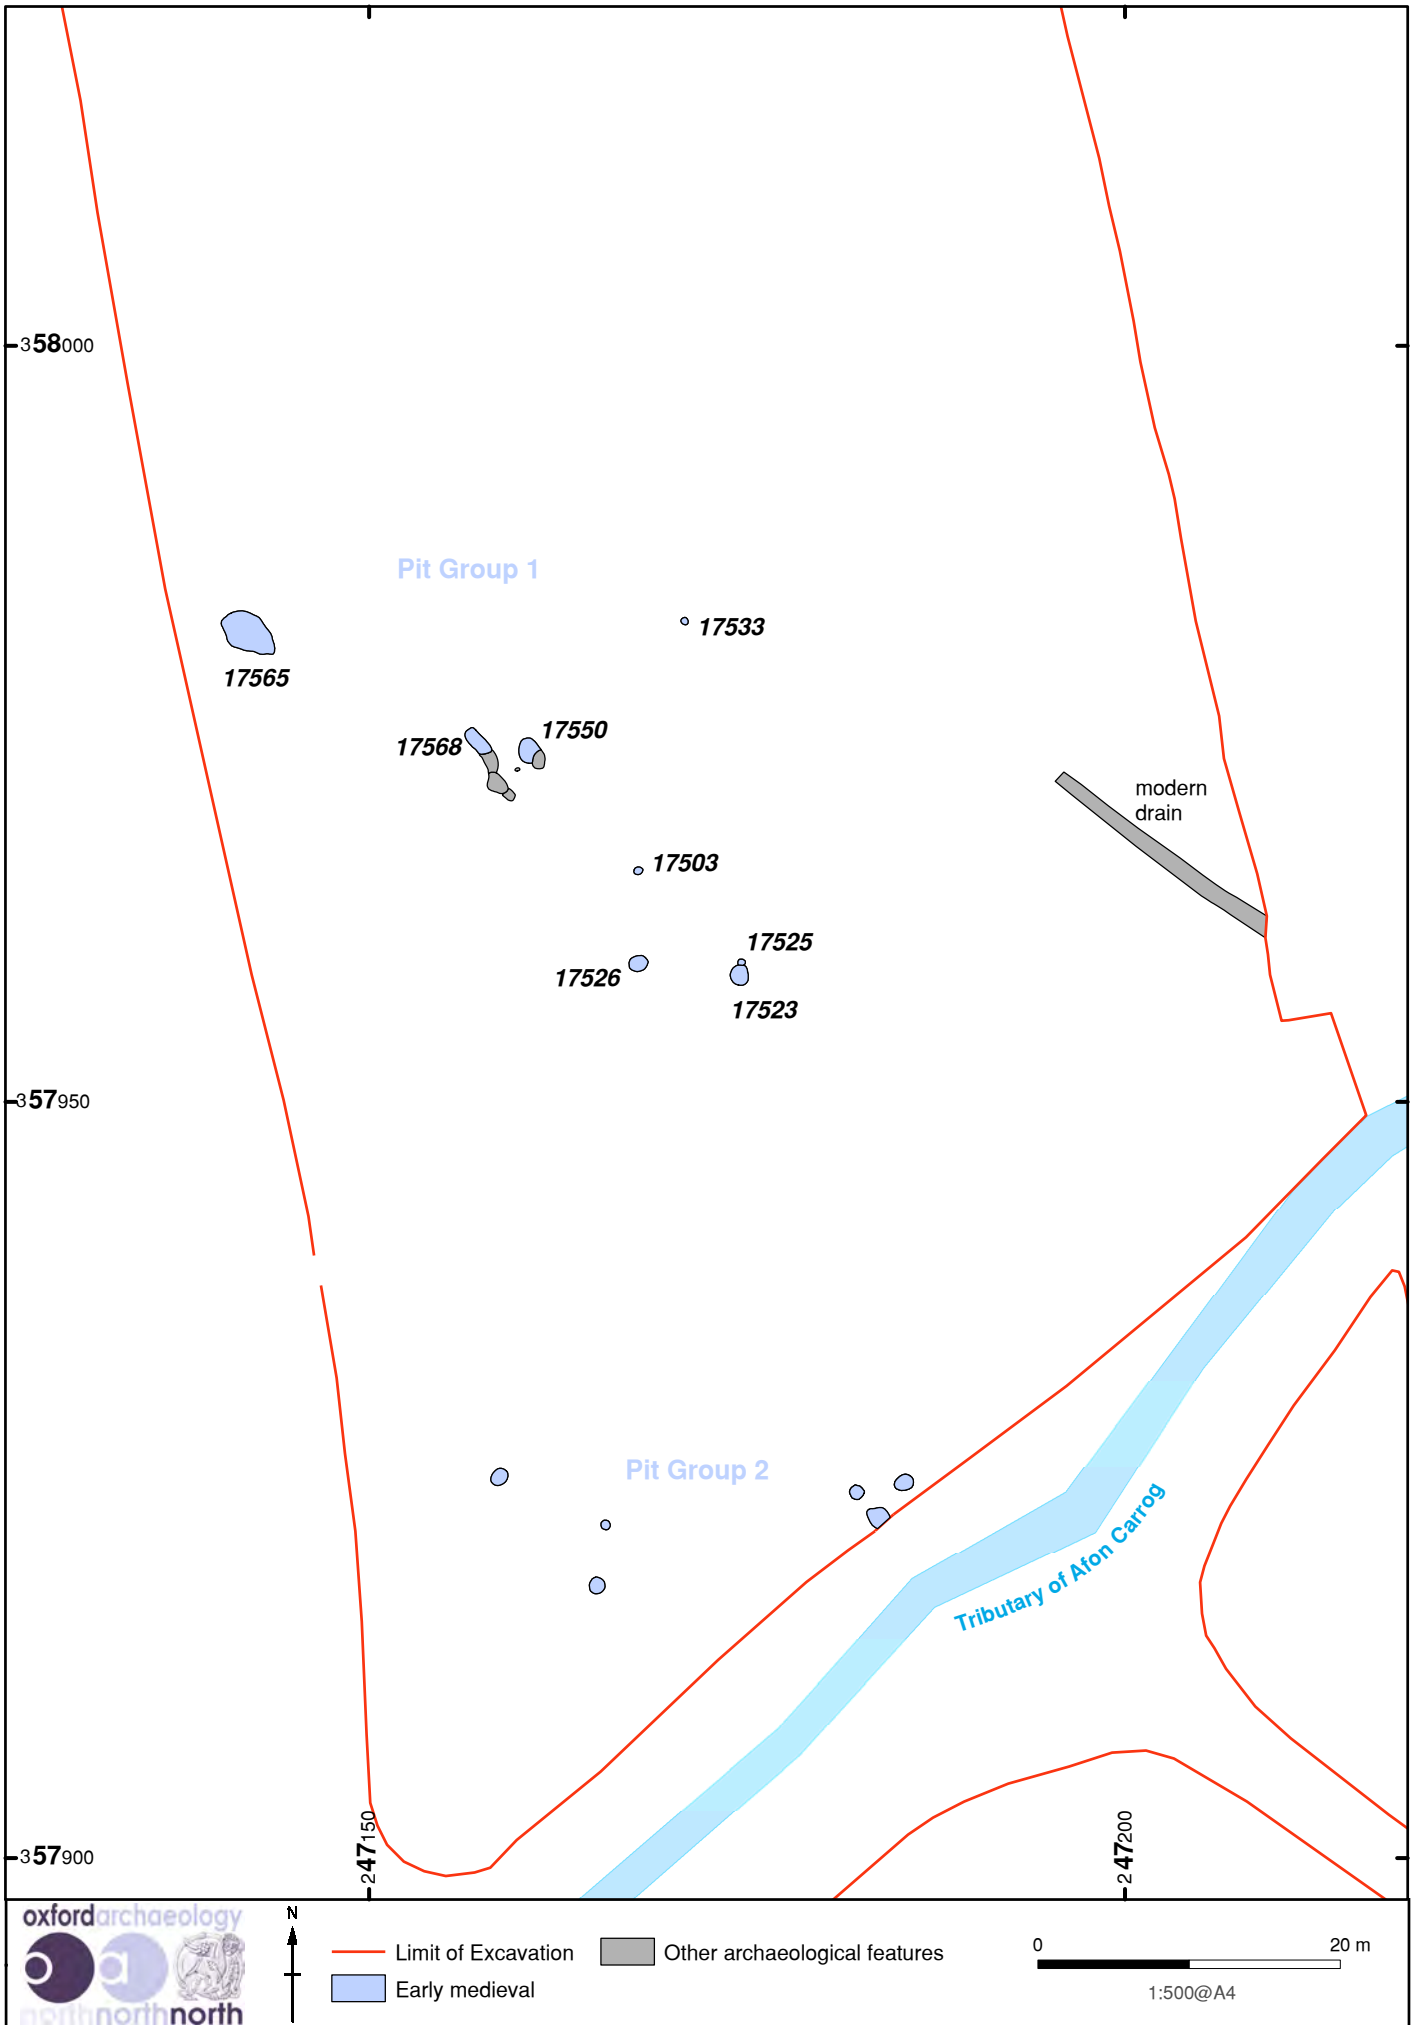 358000
Pit Group 1
17533
17565
17550
17568
modern
drain
17503
17525
17526
17523
357950
Pit Group 2
Tributary of Afon Carrog
247150
247200
357900
oxfordarchaeology
northnorthnorth
N
Limit of Excavation
Other archaeological features
Early medieval
0 20 m
1:500@A4